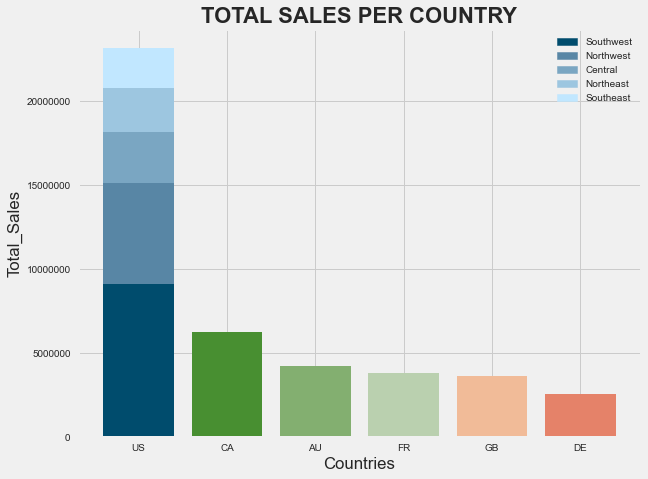 TOTAL SALES PER COUNTRY
Southwest
Northwest
Central
Northeast
Southeast
Total_Sales
20000000
15000000
10000000
5000000
0
US CA AU FR GB DE
Countries